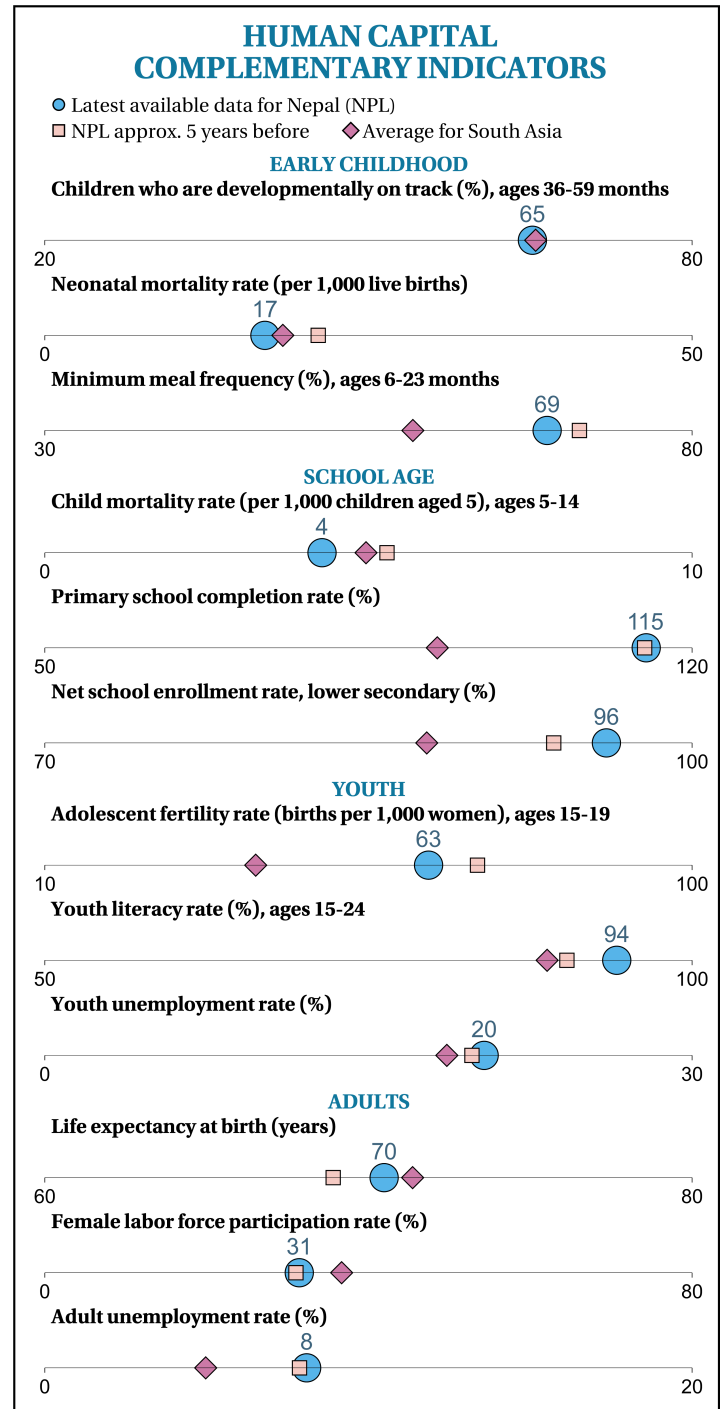 HUMAN CAPITAL
COMPLEMENTARY INDICATORS
Latest available data for Nepal (NPL)
NPL approx. 5 years before Average for South Asia
EARLY CHILDHOOD
Children who are developmentally on track (%), ages 36-59 months
65
20 80
Neonatal mortality rate (per 1,000 live births)
17
0 50
Minimum meal frequency (%), ages 6-23 months
69
30 80
SCHOOL AGE
Child mortality rate (per 1,000 children aged 5), ages 5-14
4
0 10
Primary school completion rate (%)
115
50 120
Net school enrollment rate, lower secondary (%)
96
70 100
YOUTH
Adolescent fertility rate (births per 1,000 women), ages 15-19
63
10 100
Youth literacy rate (%), ages 15-24
94
50 100
Youth unemployment rate (%)
20
0 30
ADULTS
Life expectancy at birth (years)
70
60 80
Female labor force participation rate (%)
31
0 80
Adult unemployment rate (%)
8
0 20